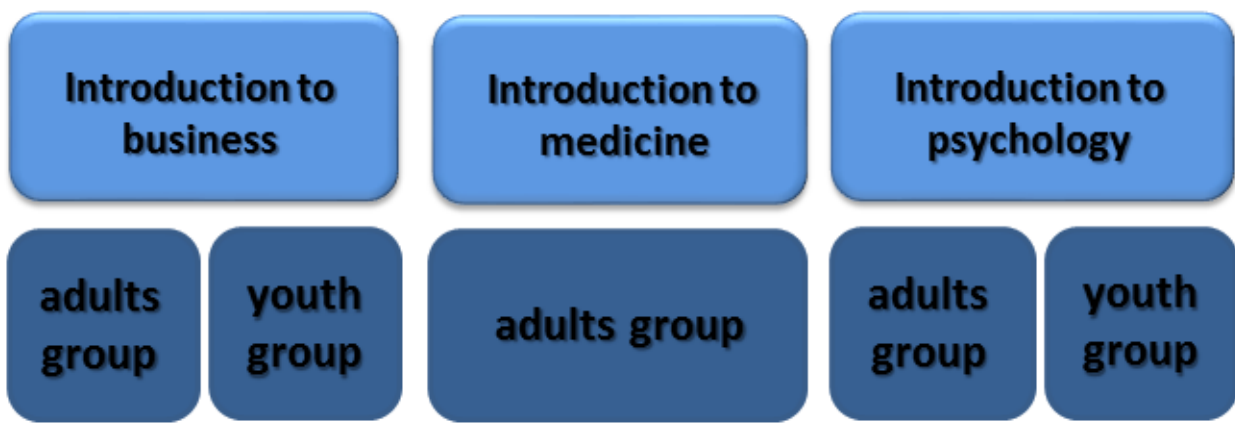 Introduction to
business
Introduction to
medicine
Introduction to
psychology
adults
group
youth
group
adults group
adults
group
youth
group